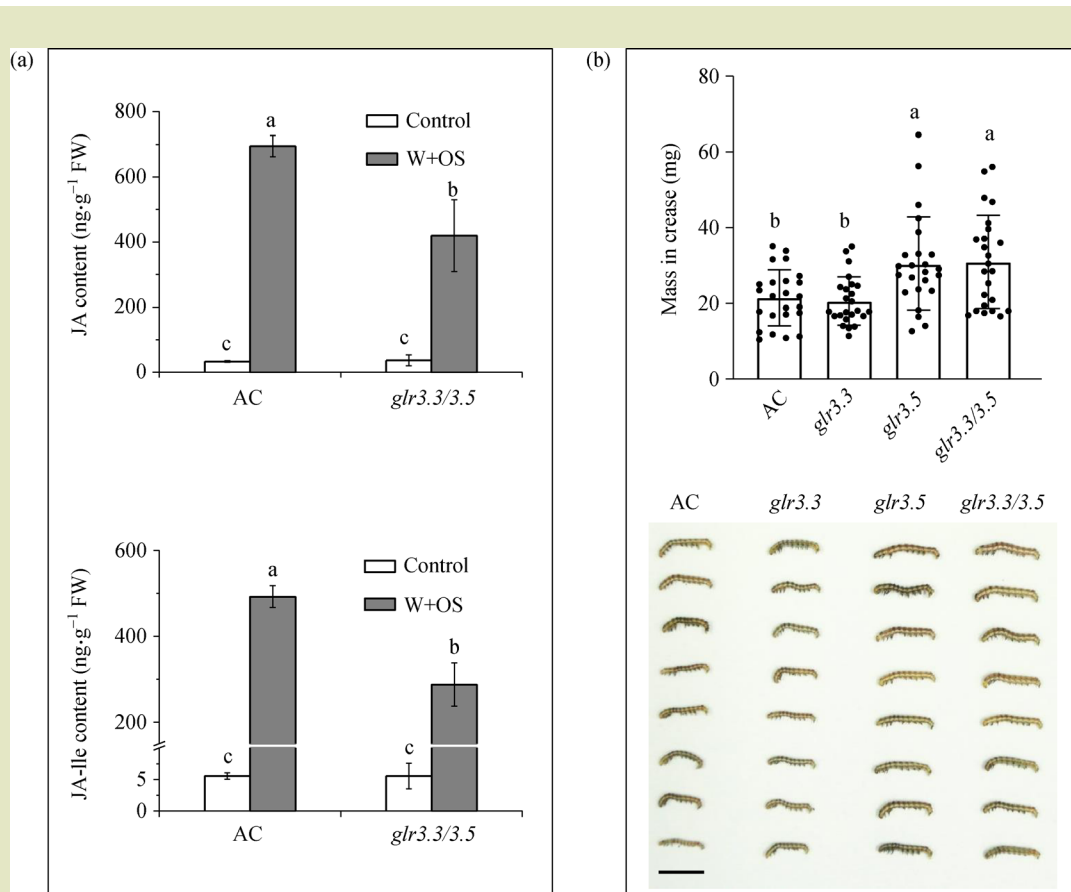 (a)
800
600
400
200
0
JA content (ng·g⁻¹ FW)
Control
W+OS
a
b
c
c
AC
glr3.3/3.5
600
400
200
5
0
JA-lle content (ng·g⁻¹ FW)
Control
W+OS
a
b
c
c
AC
glr3.3/3.5
(b)
80
60
40
20
0
Mass in crease (mg)
b
b
a
a
AC
glr3.3
glr3.5
glr3.3/3.5
AC glr3.3 glr3.5 glr3.3/3.5